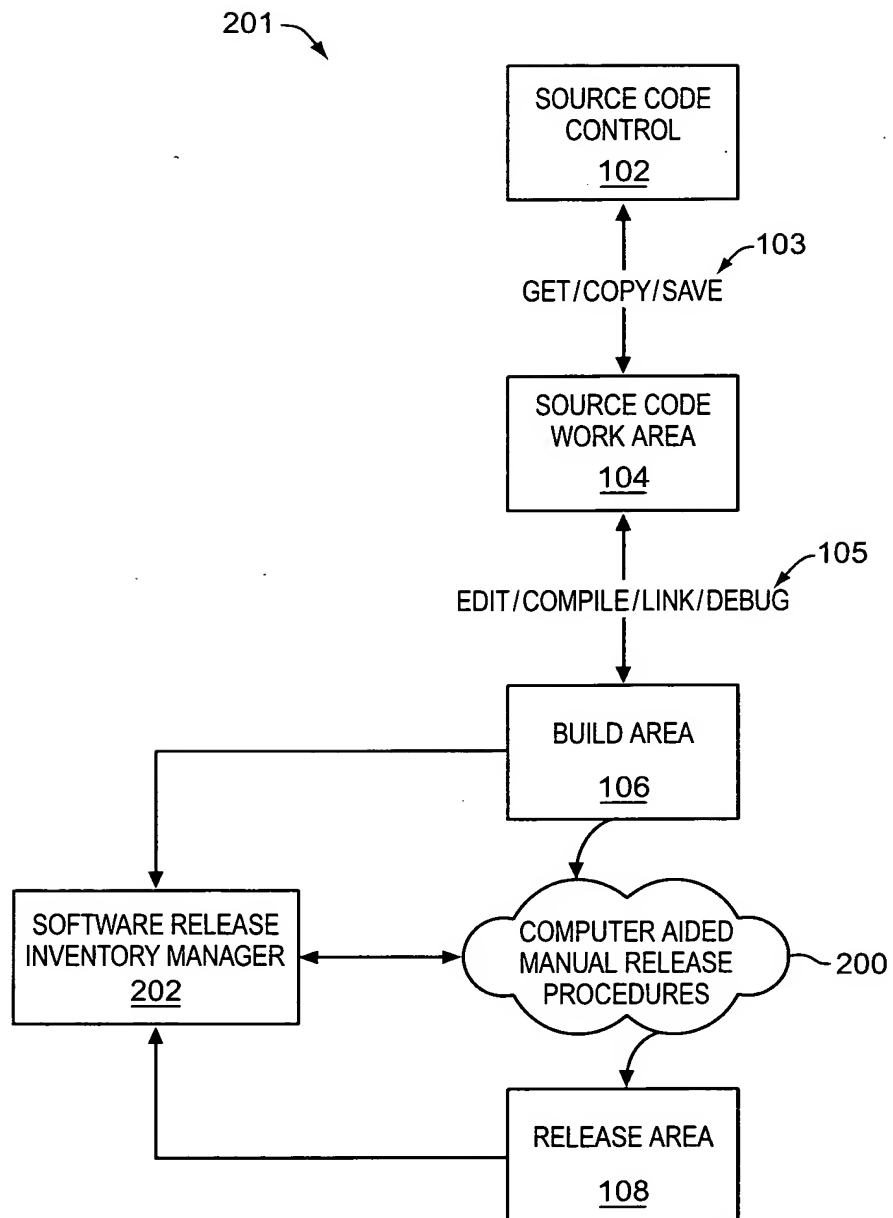 201
SOURCE CODE
CONTROL
102
103
GET/COPY/SAVE
SOURCE CODE
WORK AREA
104
105
EDIT/COMPILE/LINK/DEBUG
BUILD AREA
106
SOFTWARE RELEASE
INVENTORY MANAGER
202
COMPUTER AIDED
MANUAL RELEASE
PROCEDURES
200
RELEASE AREA
108